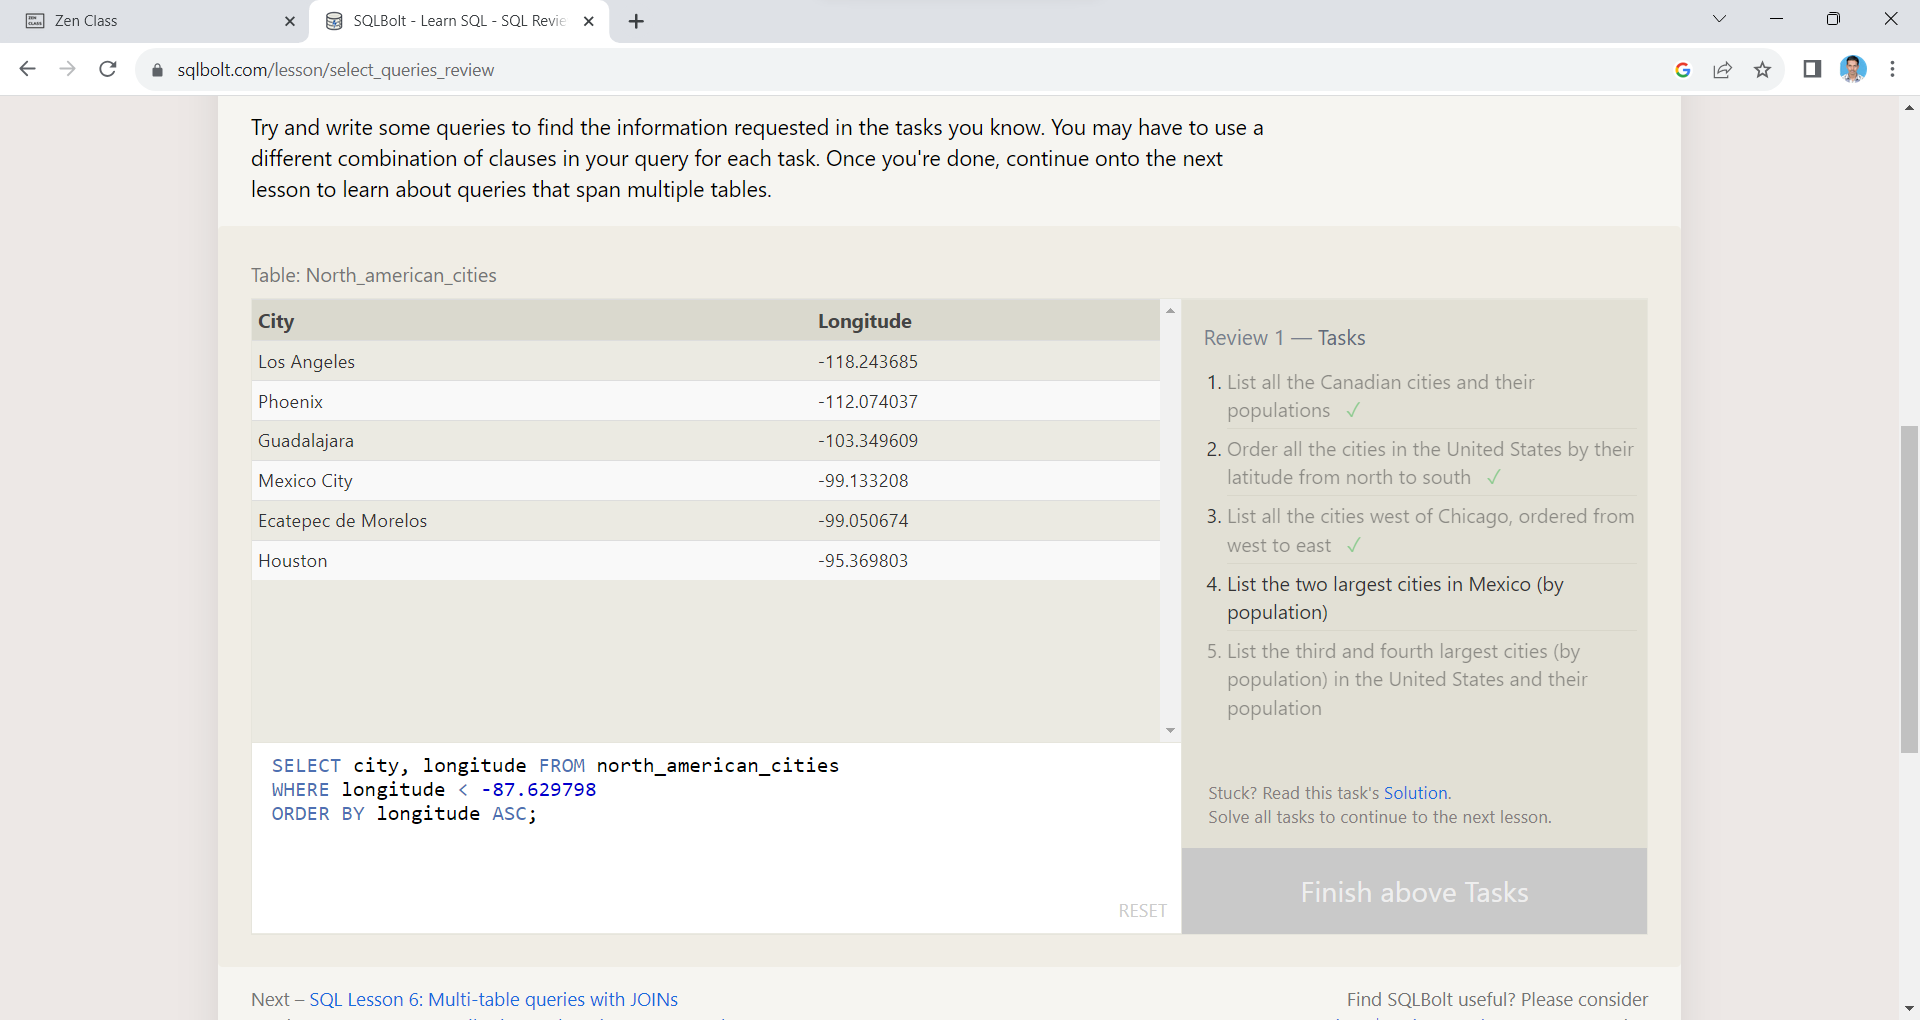 Zen Class
SQLBolt - Learn SQL - SQL Revie
sqlbolt.com/lesson/select_queries_review
Try and write some queries to find the information requested in the tasks you know. You may have to use a
different combination of clauses in your query for each task. Once you're done, continue onto the next
lesson to learn about queries that span multiple tables.
Table: North_american_cities
City Longitude
Los Angeles -118.243685
Phoenix -112.074037
Guadalajara -103.349609
Mexico City -99.133208
Ecatepec de Morelos -99.050674
Houston -95.369803
SELECT city, longitude FROM north_american_cities
WHERE longitude < -87.629798
ORDER BY longitude ASC;
RESET
Review 1 — Tasks
1. List all the Canadian cities and their
populations ✓
2. Order all the cities in the United States by their
latitude from north to south ✓
3. List all the cities west of Chicago, ordered from
west to east ✓
4. List the two largest cities in Mexico (by
population)
5. List the third and fourth largest cities (by
population) in the United States and their
population
Stuck? Read this task's Solution.
Solve all tasks to continue to the next lesson.
Finish above Tasks
Next – SQL Lesson 6: Multi-table queries with JOINs
Find SQLBolt useful? Please consider